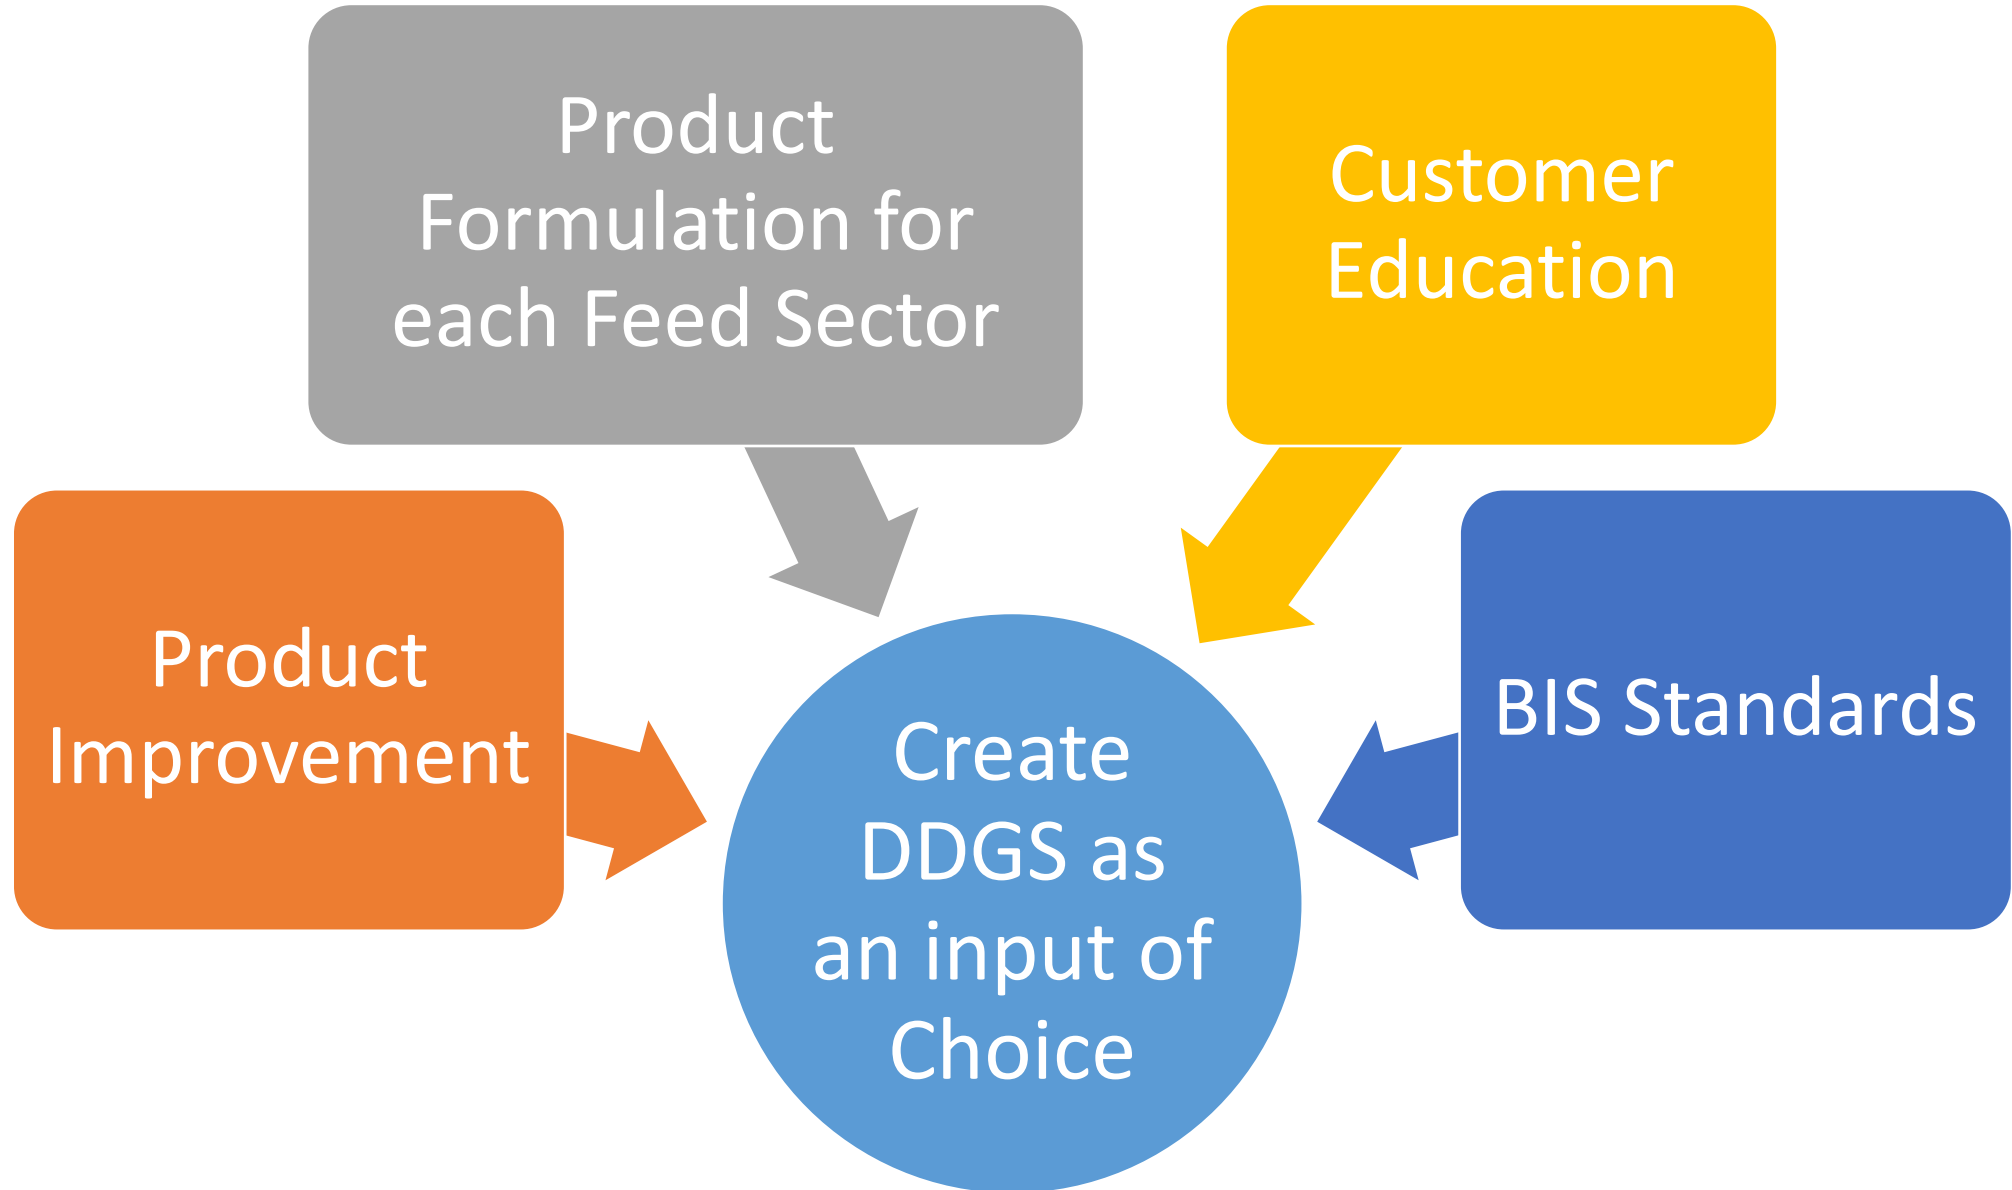 Product
Formulation for
each Feed Sector
Customer
Education
Product
Improvement
BIS Standards
Create
DDGS as
an input of
Choice